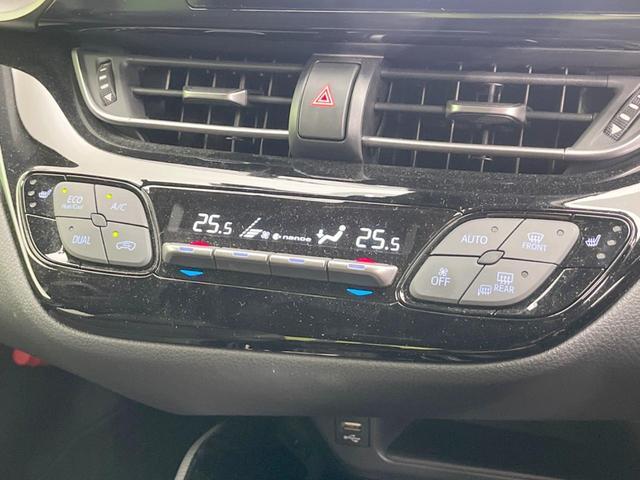 ECO
A/C
DUAL
25.5
nanoe
25.5
AUTO
FRONT
OFF
REAR